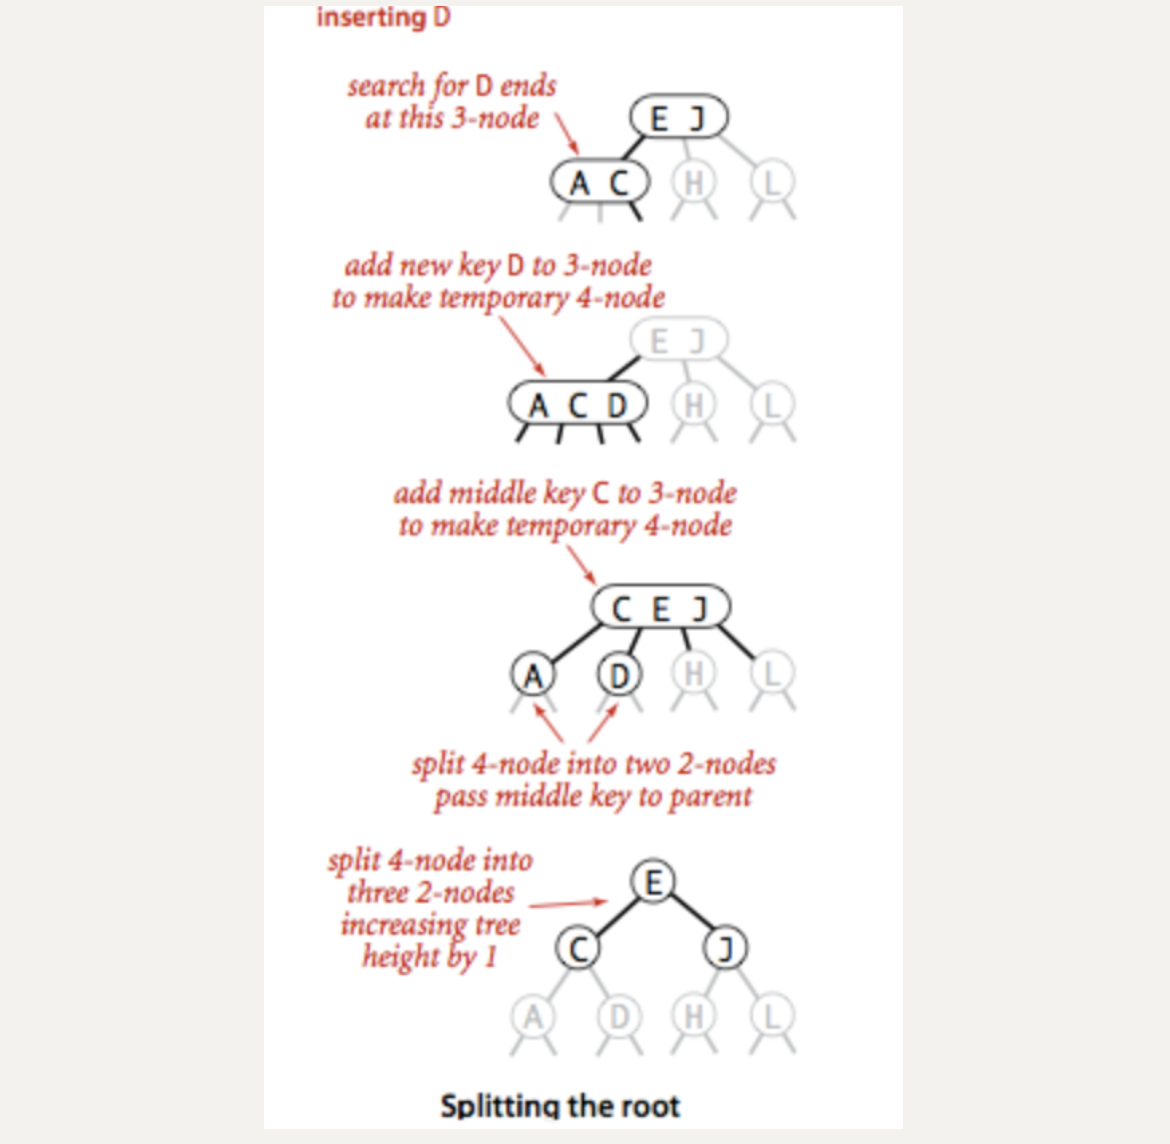 inserting D
search for D ends
at this 3-node
E J
A C H L
add new key D to 3-node
to make temporary 4-node
E J
A C D H L
add middle key C to 3-node
to make temporary 4-node
C E J
A D H L
split 4-node into two 2-nodes
pass middle key to parent
split 4-node into
three 2-nodes
increasing tree
height by 1
E
C J
A D H L
Splitting the root